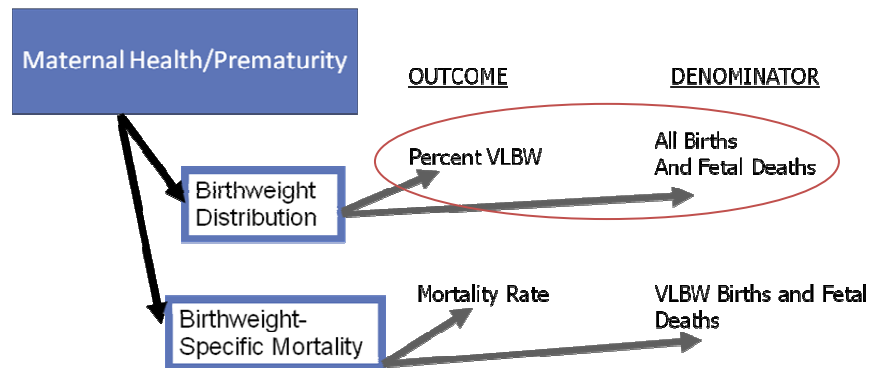 Maternal Health/Prematurity
OUTCOME
DENOMINATOR
Percent VLBW
All Births
And Fetal Deaths
Birthweight
Distribution
Mortality Rate
VLBW Births and Fetal
Deaths
Birthweight-
Specific Mortality